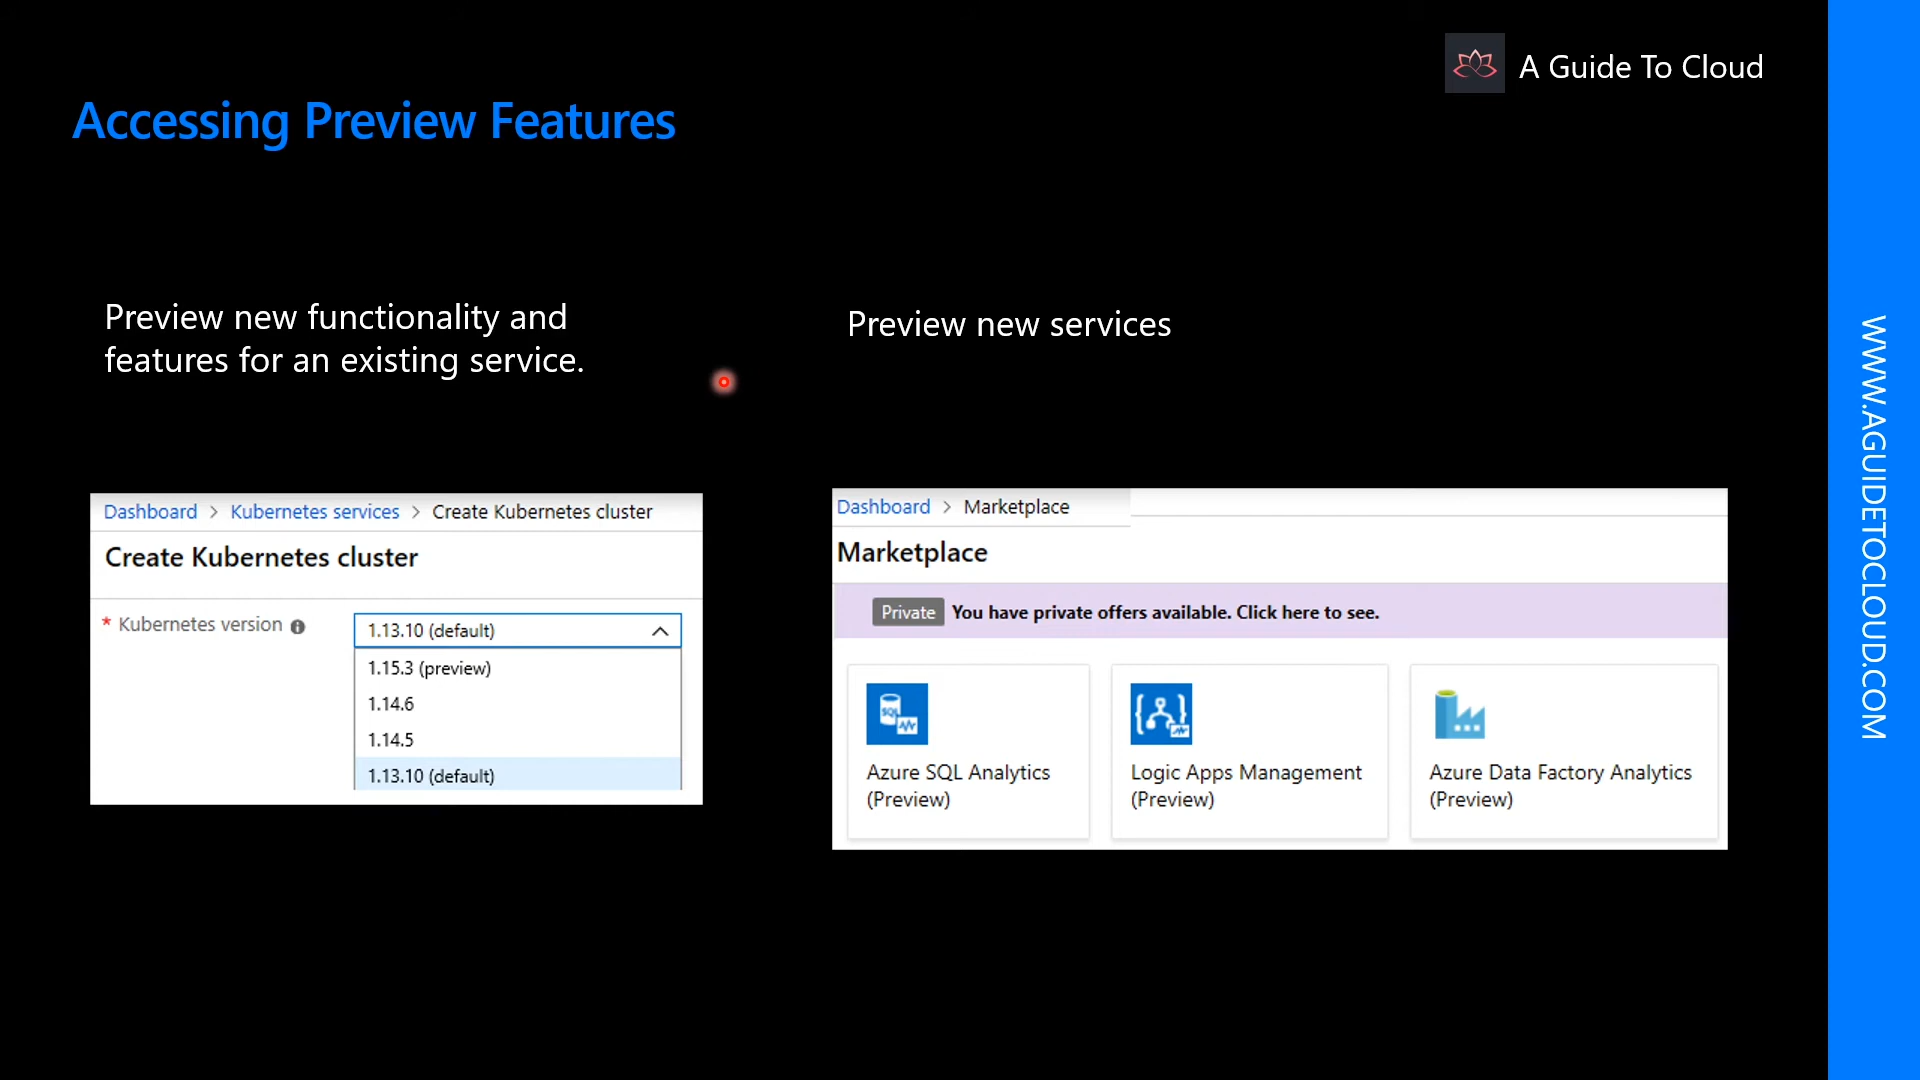 A Guide To Cloud
Accessing Preview Features
Preview new functionality and
features for an existing service.
Preview new services
Dashboard > Kubernetes services > Create Kubernetes cluster
Create Kubernetes cluster
* Kubernetes version
1.13.10 (default)
1.15.3 (preview)
1.14.6
1.14.5
1.13.10 (default)
Dashboard > Marketplace
Marketplace
Private You have private offers available. Click here to see.
SQL
Azure SQL Analytics
(Preview)
Logic Apps Management
(Preview)
Azure Data Factory Analytics
(Preview)
WWW.AGUIDETOCLOUD.COM